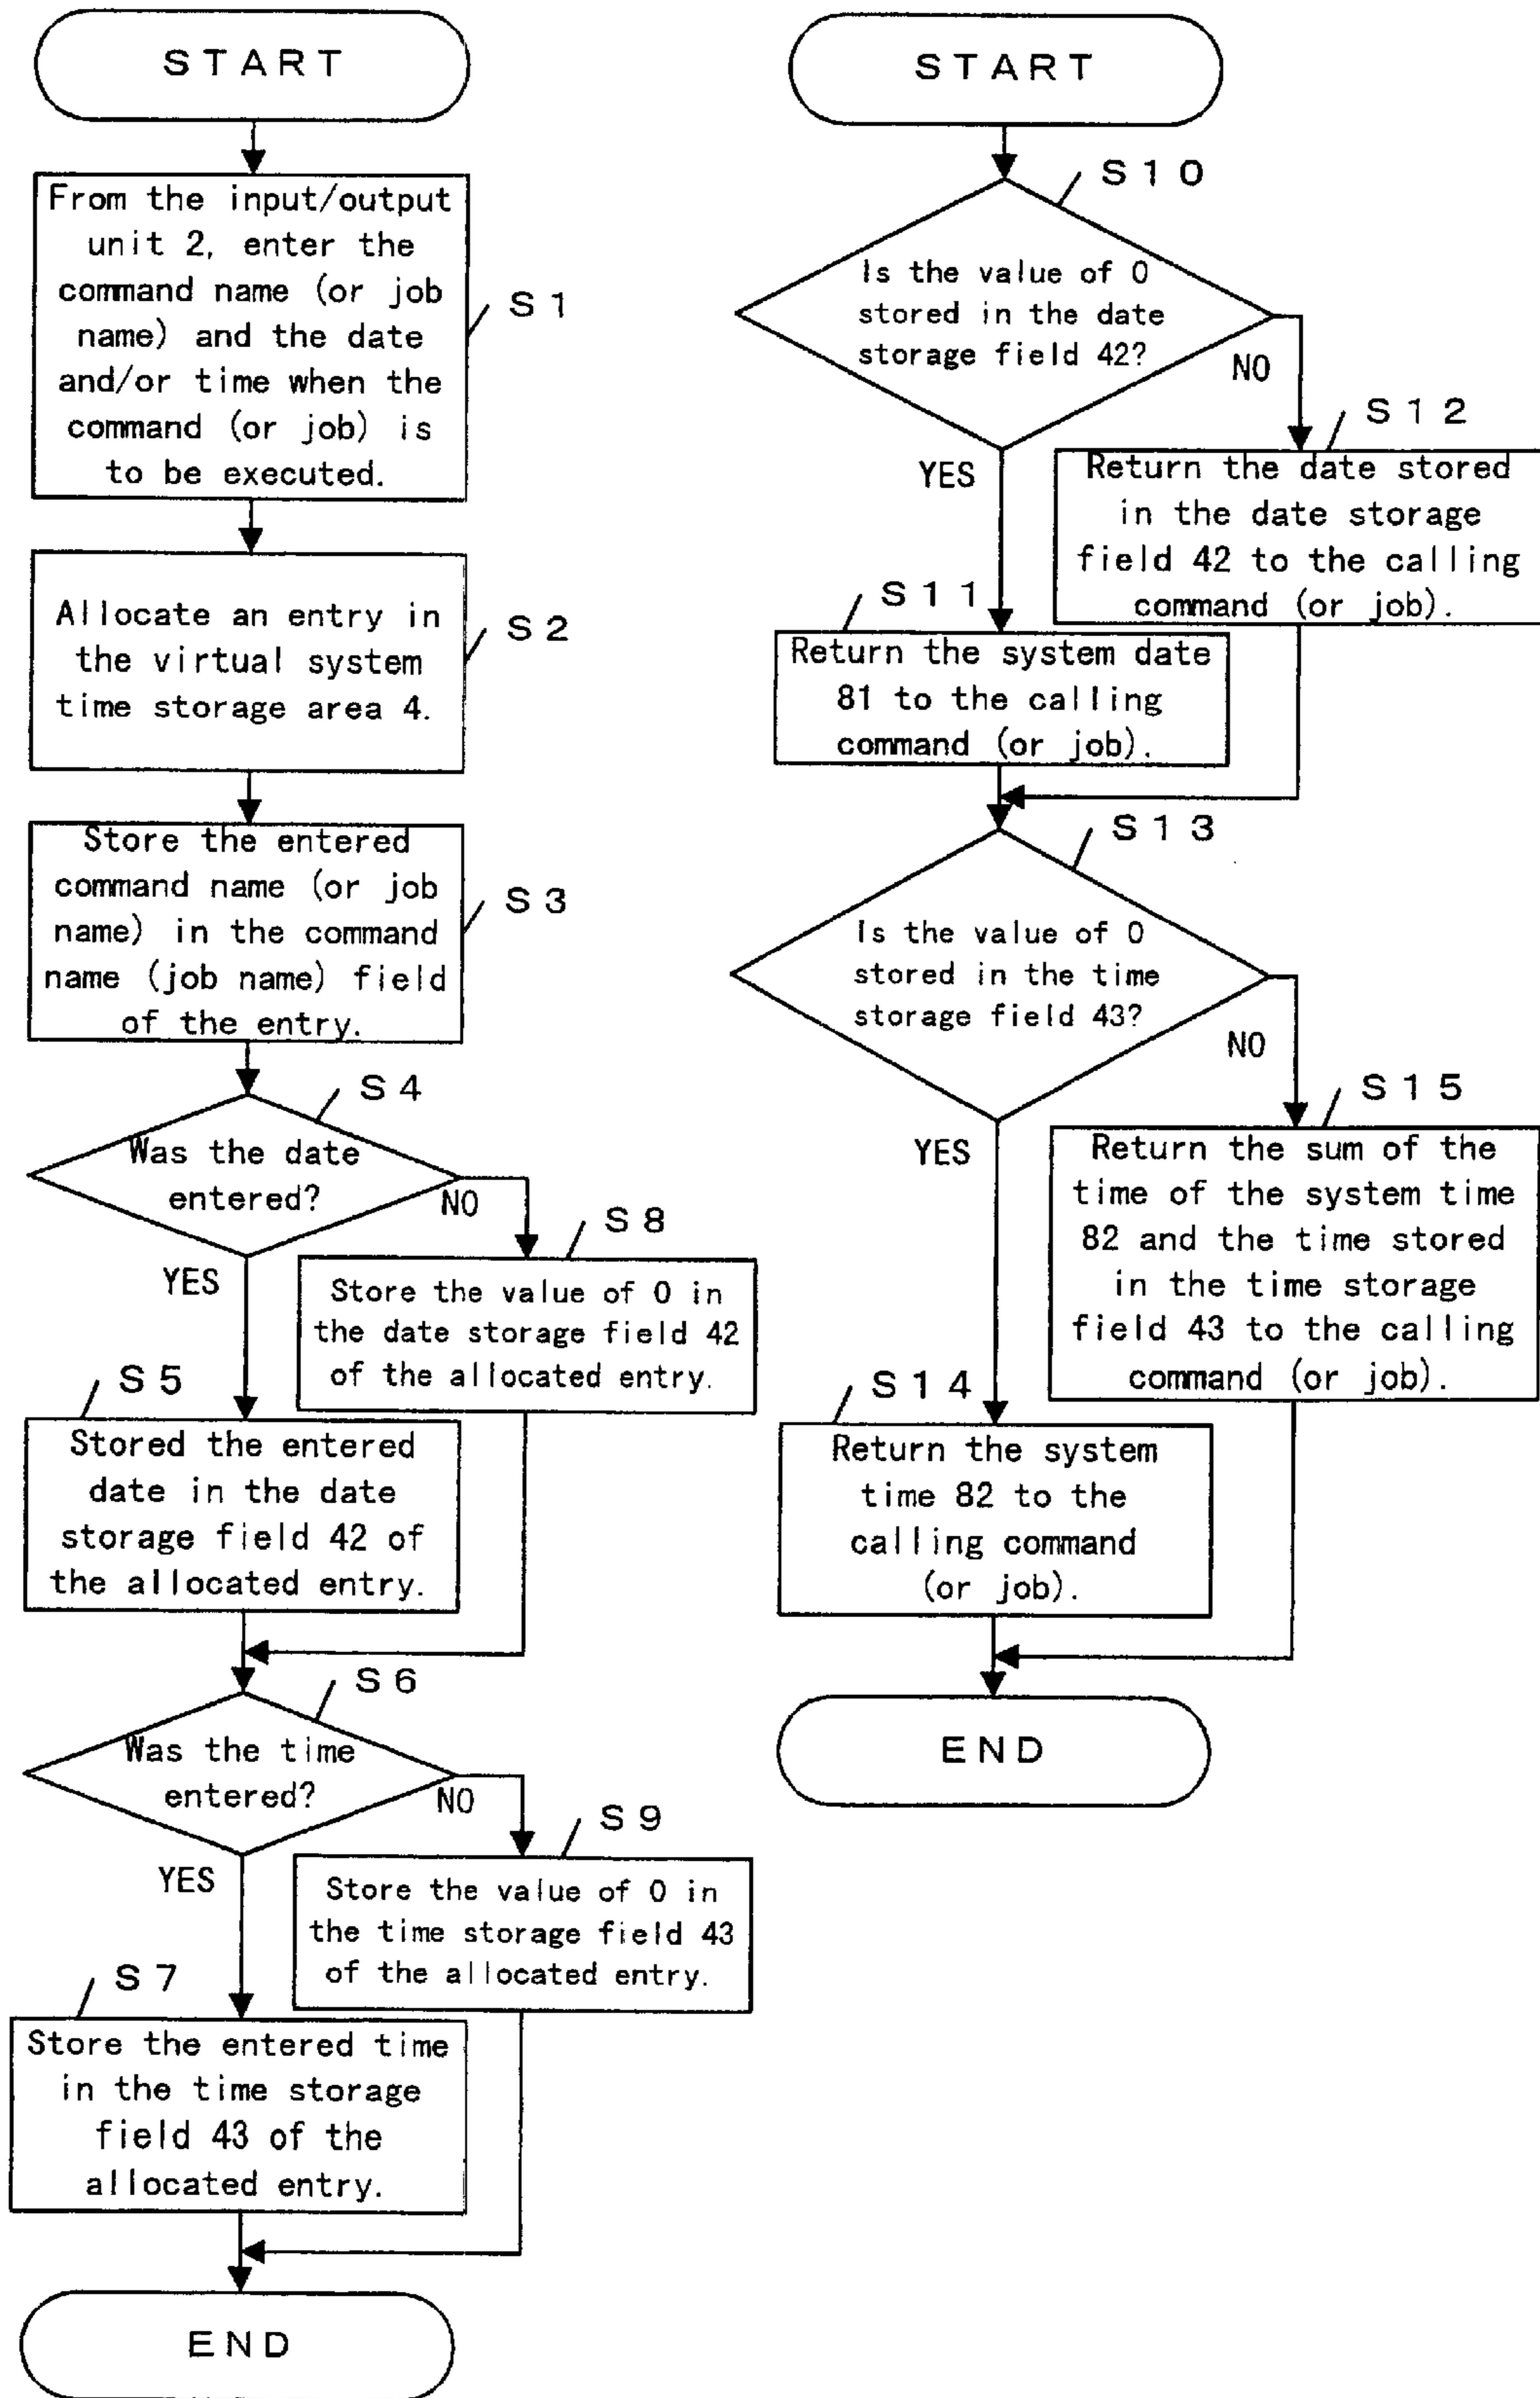 START
From the input/output
unit 2, enter the
command name (or job
name) and the date
and/or time when the
command (or job) is
to be executed.
S1
Allocate an entry in
the virtual system
time storage area 4.
S2
Store the entered
command name (or job
name) in the command
name (job name) field
of the entry.
S3
S4
Was the date
entered?
NO
YES
S8
Store the value of 0 in
the date storage field 42
of the allocated entry.
S5
Stored the entered
date in the date
storage field 42 of
the allocated entry.
S6
Was the time
entered?
NO
YES
S9
Store the value of 0 in
the time storage field 43
of the allocated entry.
S7
Store the entered time
in the time storage
field 43 of the
allocated entry.
END
START
S10
Is the value of 0
stored in the date
storage field 42?
NO
YES
S12
Return the date stored
in the date storage
field 42 to the calling
command (or job).
S11
Return the system date
81 to the calling
command (or job).
S13
Is the value of 0
stored in the time
storage field 43?
NO
YES
S15
Return the sum of the
time of the system time
82 and the time stored
in the time storage
field 43 to the calling
command (or job).
S14
Return the system
time 82 to the
calling command
(or job).
END